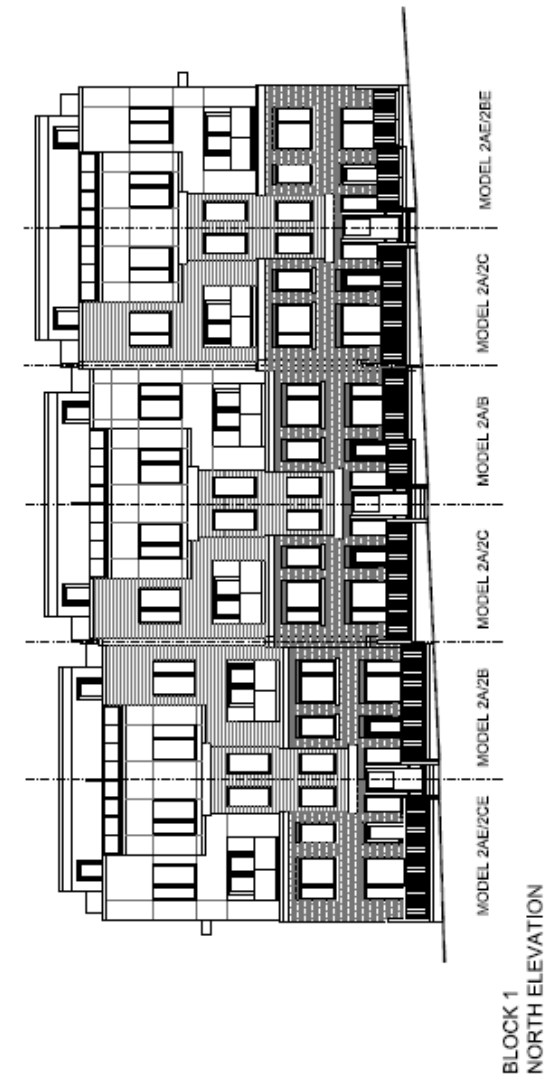 MODEL 2AE/2CE
MODEL 2A/2B
MODEL 2A/2C
MODEL 2A/B
MODEL 2A/2C
MODEL 2AE/2BE
BLOCK 1
NORTH ELEVATION